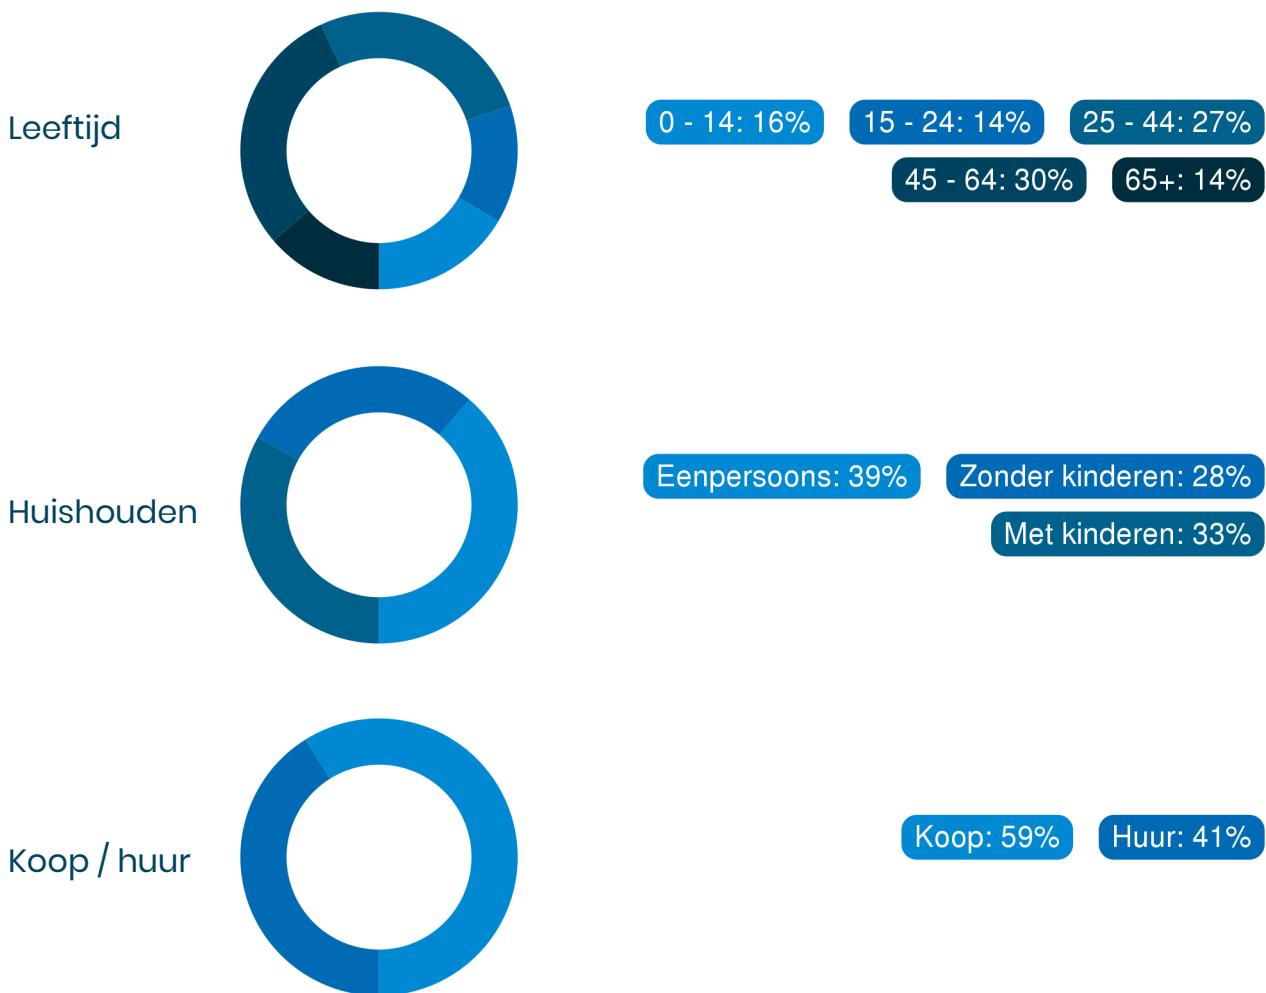 Leeftijd
0 - 14: 16% 15 - 24: 14% 25 - 44: 27%
45 - 64: 30% 65+: 14%
Huishouden
Eenpersoons: 39% Zonder kinderen: 28%
Met kinderen: 33%
Koop / huur
Koop: 59% Huur: 41%